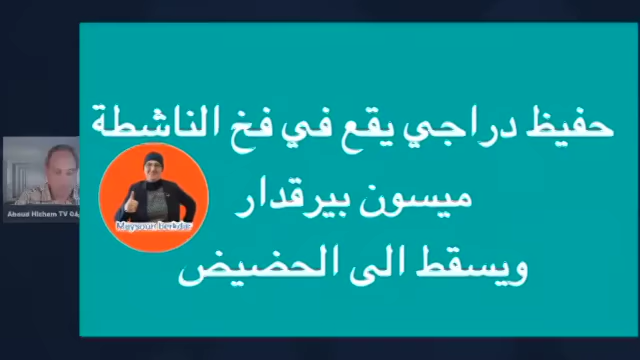 حفيظ دراجي يقع في فخ الناشطة
ميسون بيرقدار
ويسقط الى الحضيض
Maysoun berkdar
Aboud Hichem TV